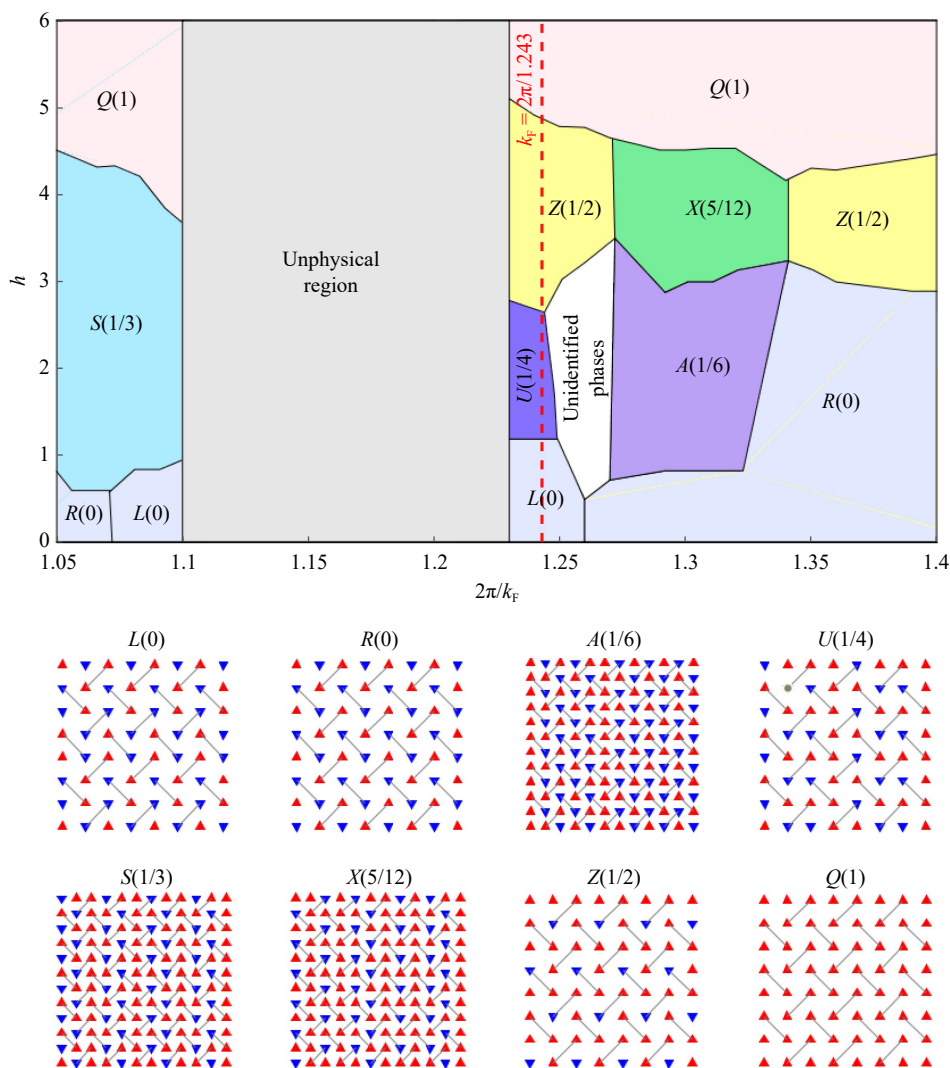 6
5
4
3
2
1
0
h
Q(1)
S(1/3)
R(0)
L(0)
Unphysical
region
k_F = 2π/1.243
Q(1)
Z(1/2)
X(5/12)
Z(1/2)
U(1/4)
Unidentified
phases
A(1/6)
R(0)
L(0)
1.05 1.1 1.15 1.2 1.25 1.3 1.35 1.4
2π/k_F
L(0) R(0) A(1/6) U(1/4)
S(1/3) X(5/12) Z(1/2) Q(1)